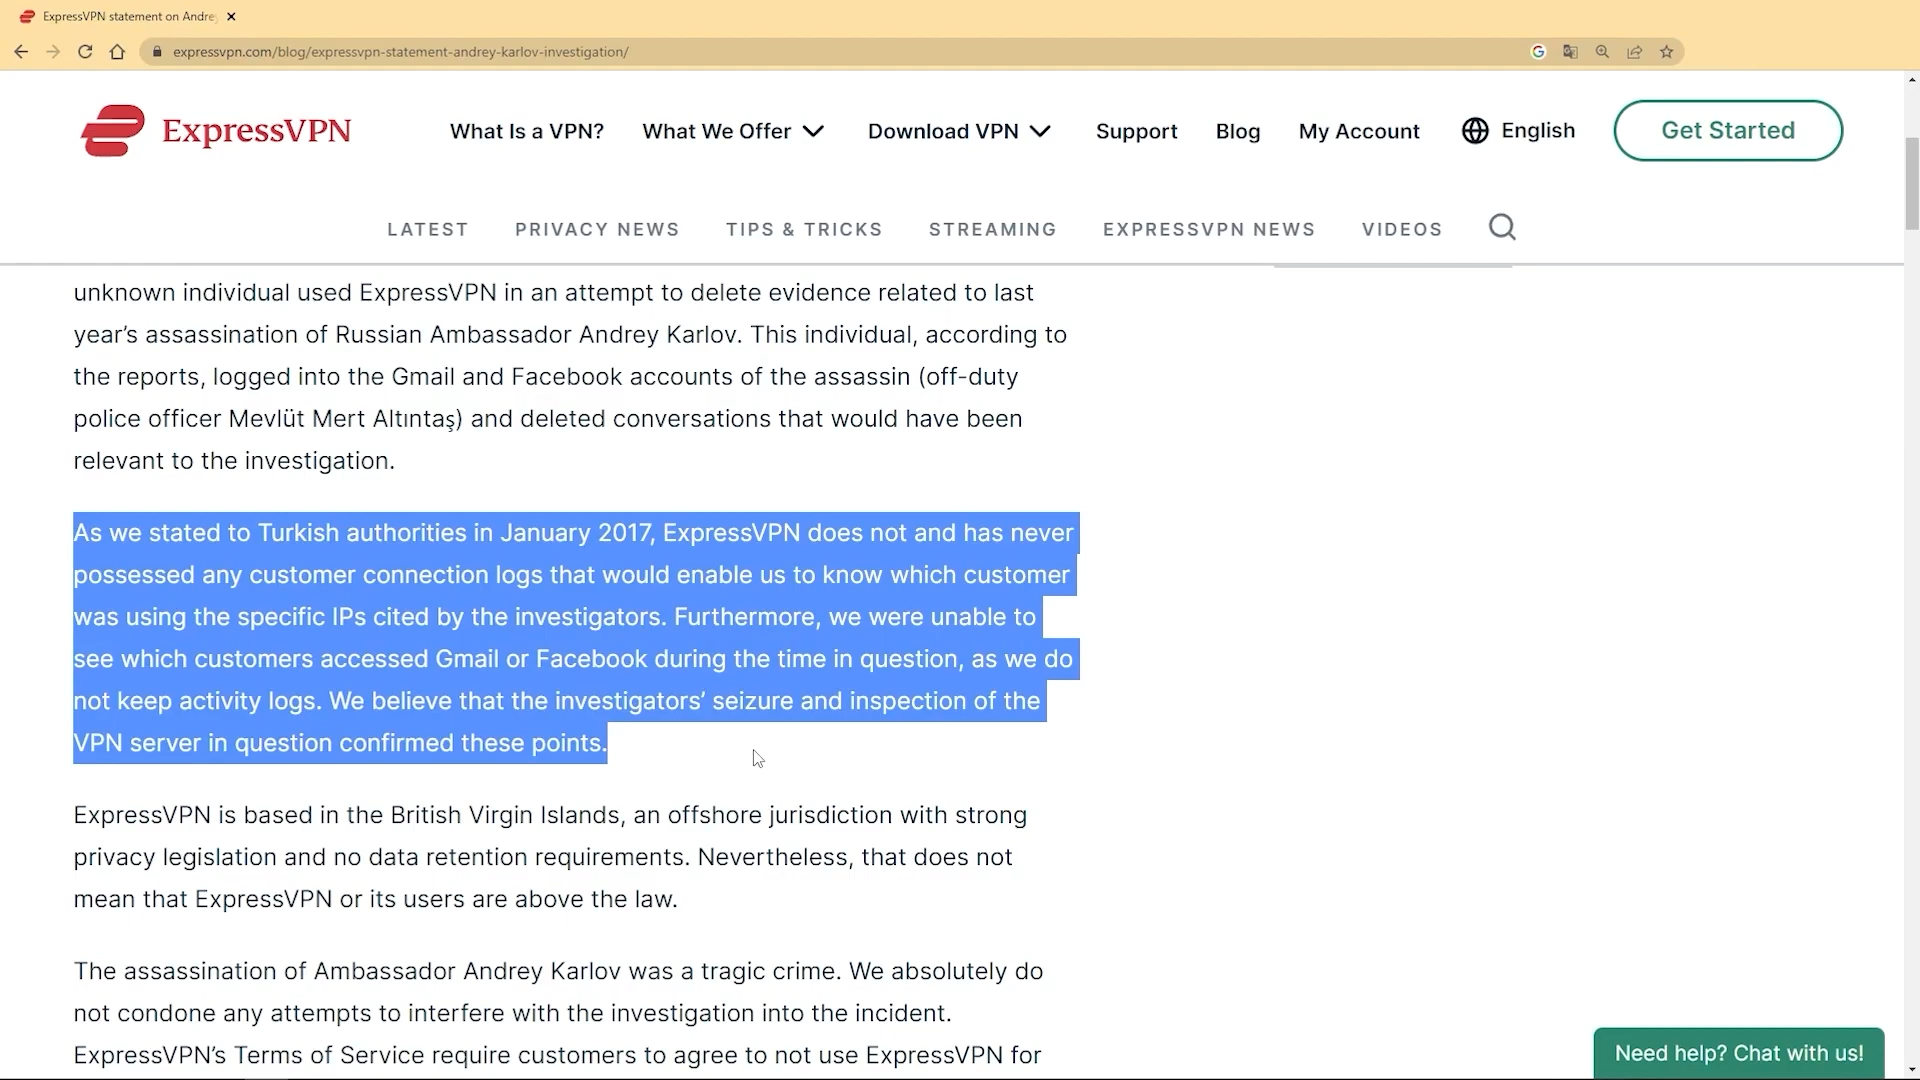 ExpressVPN statement on Andre
expressvpn.com/blog/expressvpn-statement-andrey-karlov-investigation/
ExpressVPN What Is a VPN? What We Offer Download VPN Support Blog My Account English Get Started
LATEST PRIVACY NEWS TIPS & TRICKS STREAMING EXPRESSVPN NEWS VIDEOS
unknown individual used ExpressVPN in an attempt to delete evidence related to last
year’s assassination of Russian Ambassador Andrey Karlov. This individual, according to
the reports, logged into the Gmail and Facebook accounts of the assassin (off-duty
police officer Mevlüt Mert Altıntaş) and deleted conversations that would have been
relevant to the investigation.
As we stated to Turkish authorities in January 2017, ExpressVPN does not and has never
possessed any customer connection logs that would enable us to know which customer
was using the specific IPs cited by the investigators. Furthermore, we were unable to
see which customers accessed Gmail or Facebook during the time in question, as we do
not keep activity logs. We believe that the investigators’ seizure and inspection of the
VPN server in question confirmed these points.
ExpressVPN is based in the British Virgin Islands, an offshore jurisdiction with strong
privacy legislation and no data retention requirements. Nevertheless, that does not
mean that ExpressVPN or its users are above the law.
The assassination of Ambassador Andrey Karlov was a tragic crime. We absolutely do
not condone any attempts to interfere with the investigation into the incident.
ExpressVPN’s Terms of Service require customers to agree to not use ExpressVPN for
Need help? Chat with us!